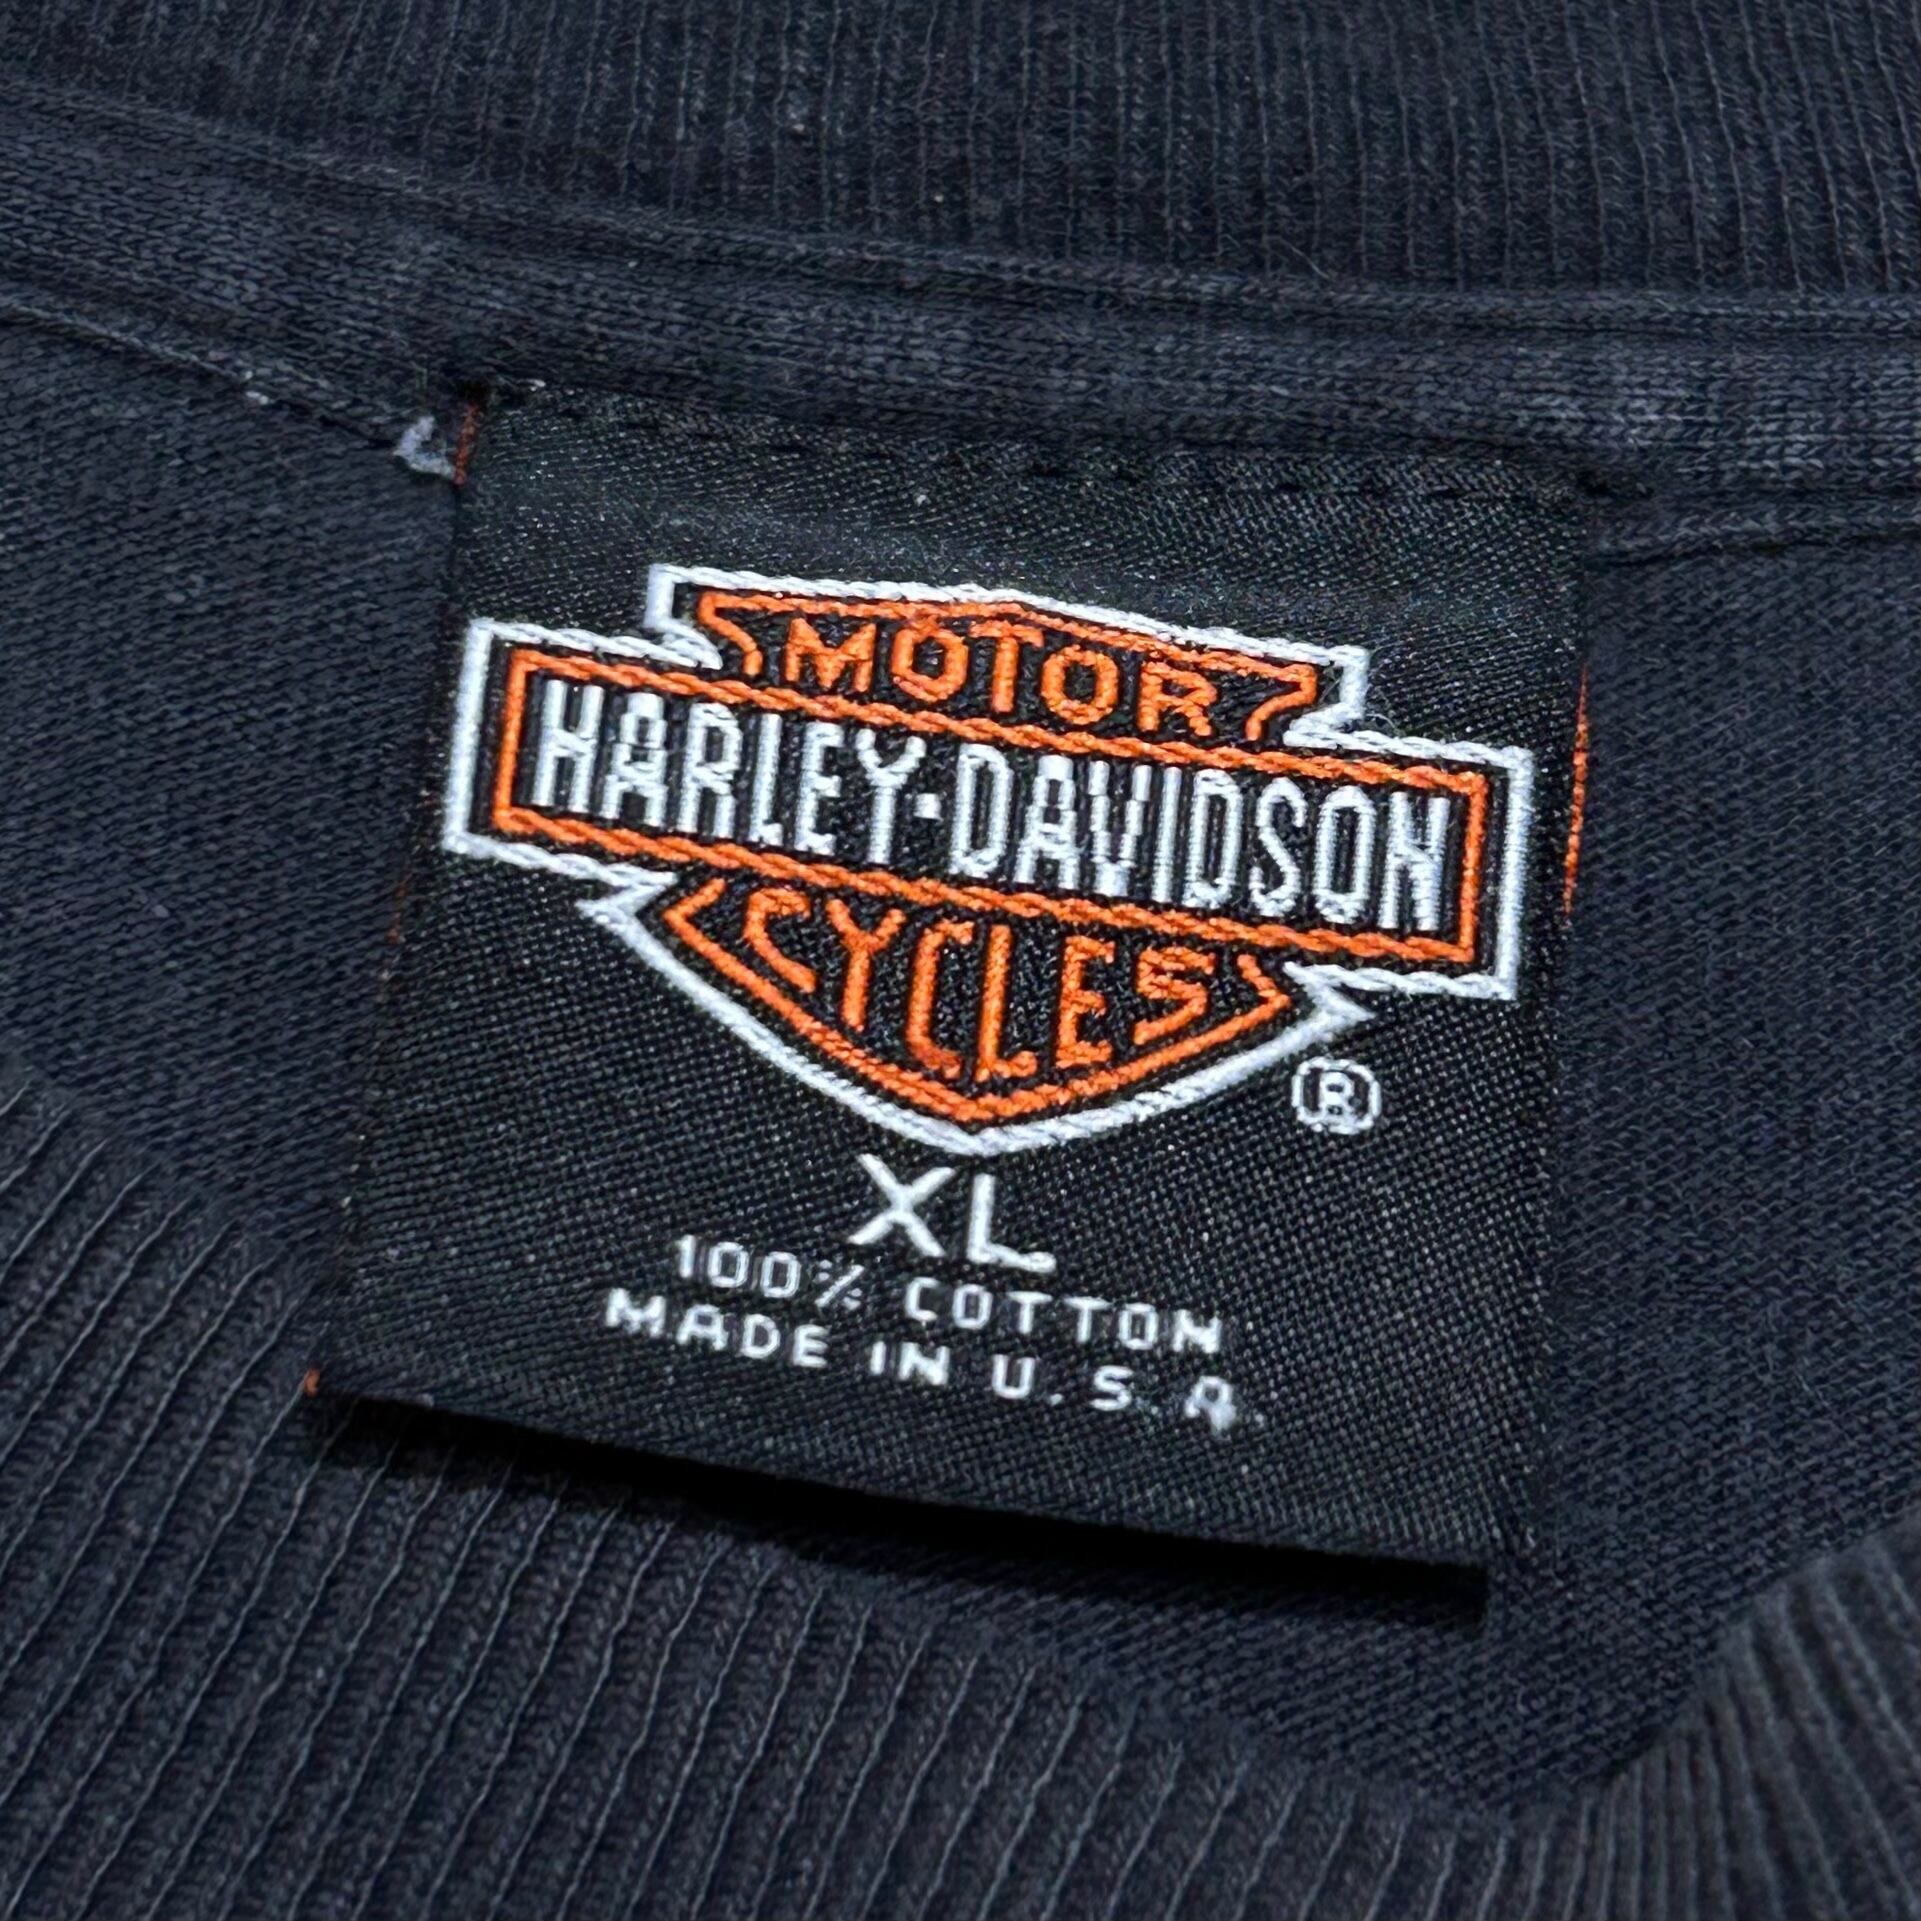 MOTOR
HARLEY-DAVIDSON
CYCLES
®
XL
100% COTTON
MADE IN U.S.A.